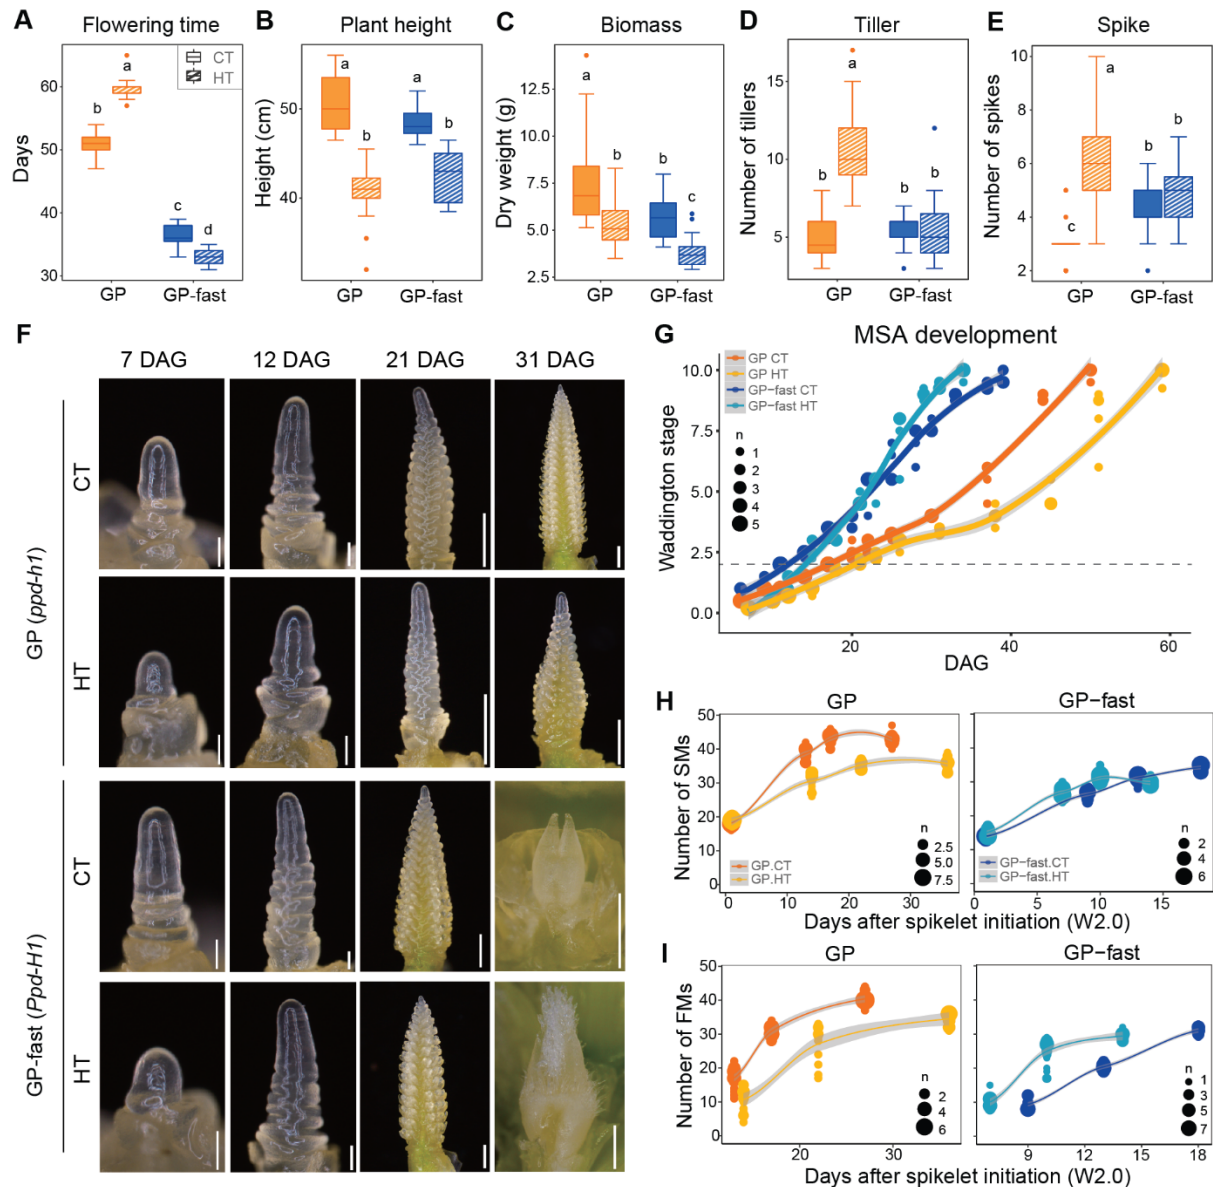 A Flowering time
Days
60
50
40
30
CT
HT
b
a
c
d
GP
GP-fast
B Plant height
Height (cm)
50
40
a
b
a
b
GP
GP-fast
C Biomass
Dry weight (g)
12.5
10.0
7.5
5.0
2.5
a
b
b
c
GP
GP-fast
D Tiller
Number of tillers
15
10
5
b
a
b
b
GP
GP-fast
E Spike
Number of spikes
10
8
6
4
2
c
a
b
b
GP
GP-fast
F
7 DAG 12 DAG 21 DAG 31 DAG
GP (ppd-h1)
CT
HT
GP-fast (Ppd-H1)
CT
HT
G MSA development
GP CT
GP HT
GP-fast CT
GP-fast HT
n
1
2
3
4
5
Waddington stage
10.0
7.5
5.0
2.5
0.0
20 40 60
DAG
H GP GP-fast
Number of SMs
50
40
30
20
10
0
GP.CT
GP.HT
n
2.5
5.0
7.5
GP-fast.CT
GP-fast.HT
n
2
4
6
0 10 20 30
0 5 10 15
Days after spikelet initiation (W2.0)
I GP GP-fast
Number of FMs
50
40
30
20
10
0
n
2
4
6
n
1
3
5
7
20 30
9 12 15 18
Days after spikelet initiation (W2.0)